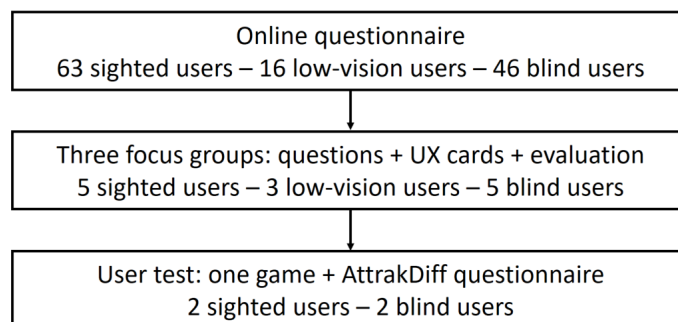 Online questionnaire
63 sighted users – 16 low-vision users – 46 blind users
Three focus groups: questions + UX cards + evaluation
5 sighted users – 3 low-vision users – 5 blind users
User test: one game + AttrakDiff questionnaire
2 sighted users – 2 blind users